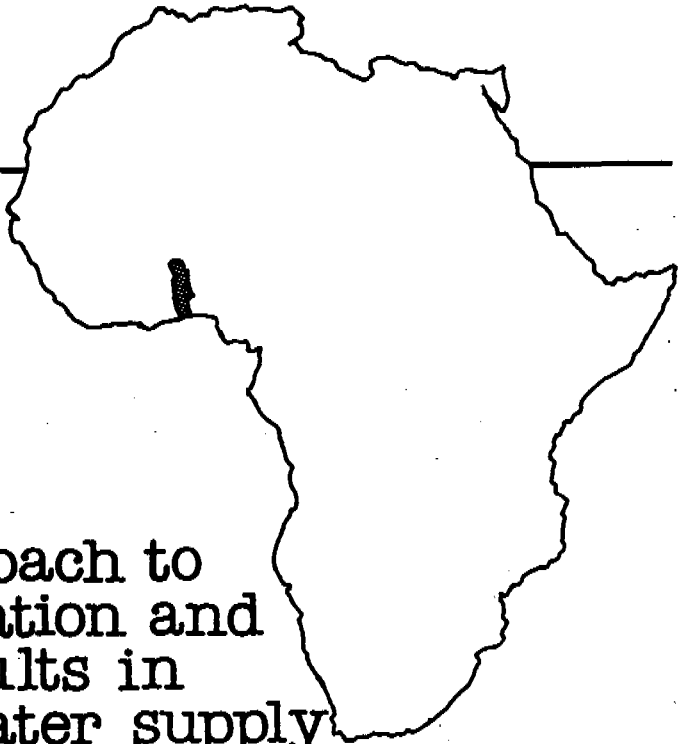 oach to
ation and
ults in
ater supply